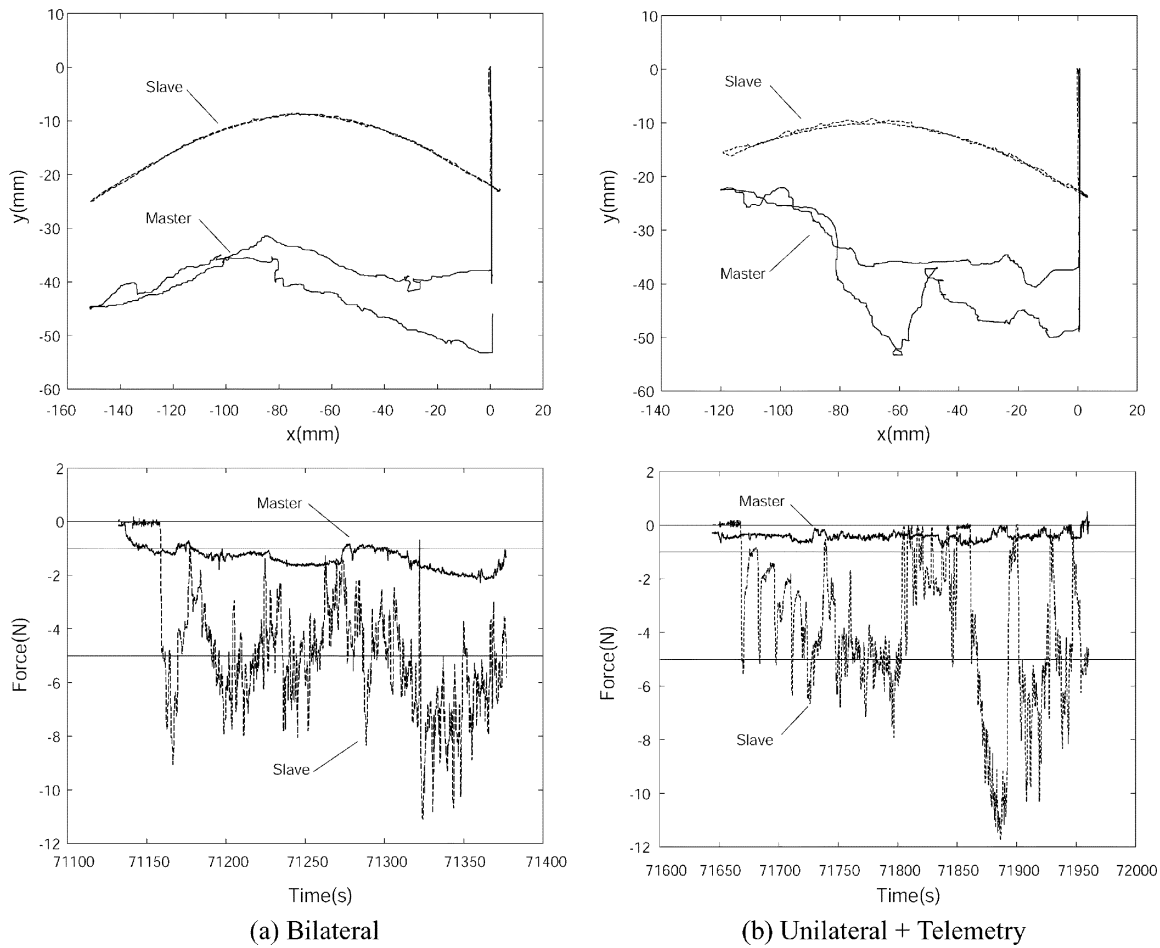 10
0
-10
-20
-30
-40
-50
-60
y(mm)
Slave
Master
-160 -140 -120 -100 -80 -60 -40 -20 0 20
x(mm)
10
0
-10
-20
-30
-40
-50
-60
y(mm)
Slave
Master
-140 -120 -100 -80 -60 -40 -20 0 20
x(mm)
2
0
-2
-4
-6
-8
-10
-12
Force(N)
Master
Slave
71100 71150 71200 71250 71300 71350 71400
Time(s)
(a) Bilateral
2
0
-2
-4
-6
-8
-10
-12
Force(N)
Master
Slave
71600 71650 71700 71750 71800 71850 71900 71950 72000
Time(s)
(b) Unilateral + Telemetry